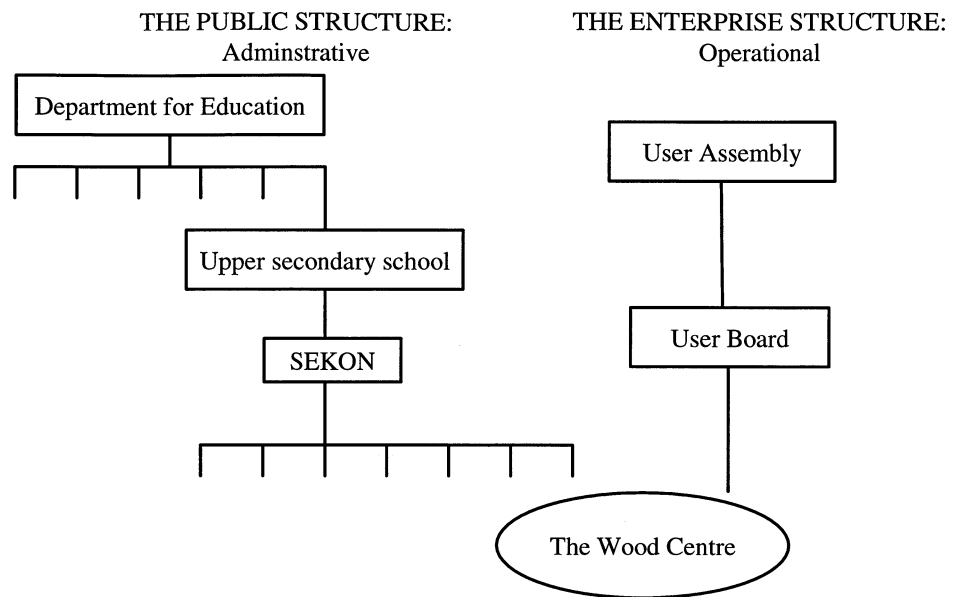 THE PUBLIC STRUCTURE:
Adminstrative
THE ENTERPRISE STRUCTURE:
Operational
Department for Education
User Assembly
Upper secondary school
User Board
SEKON
The Wood Centre